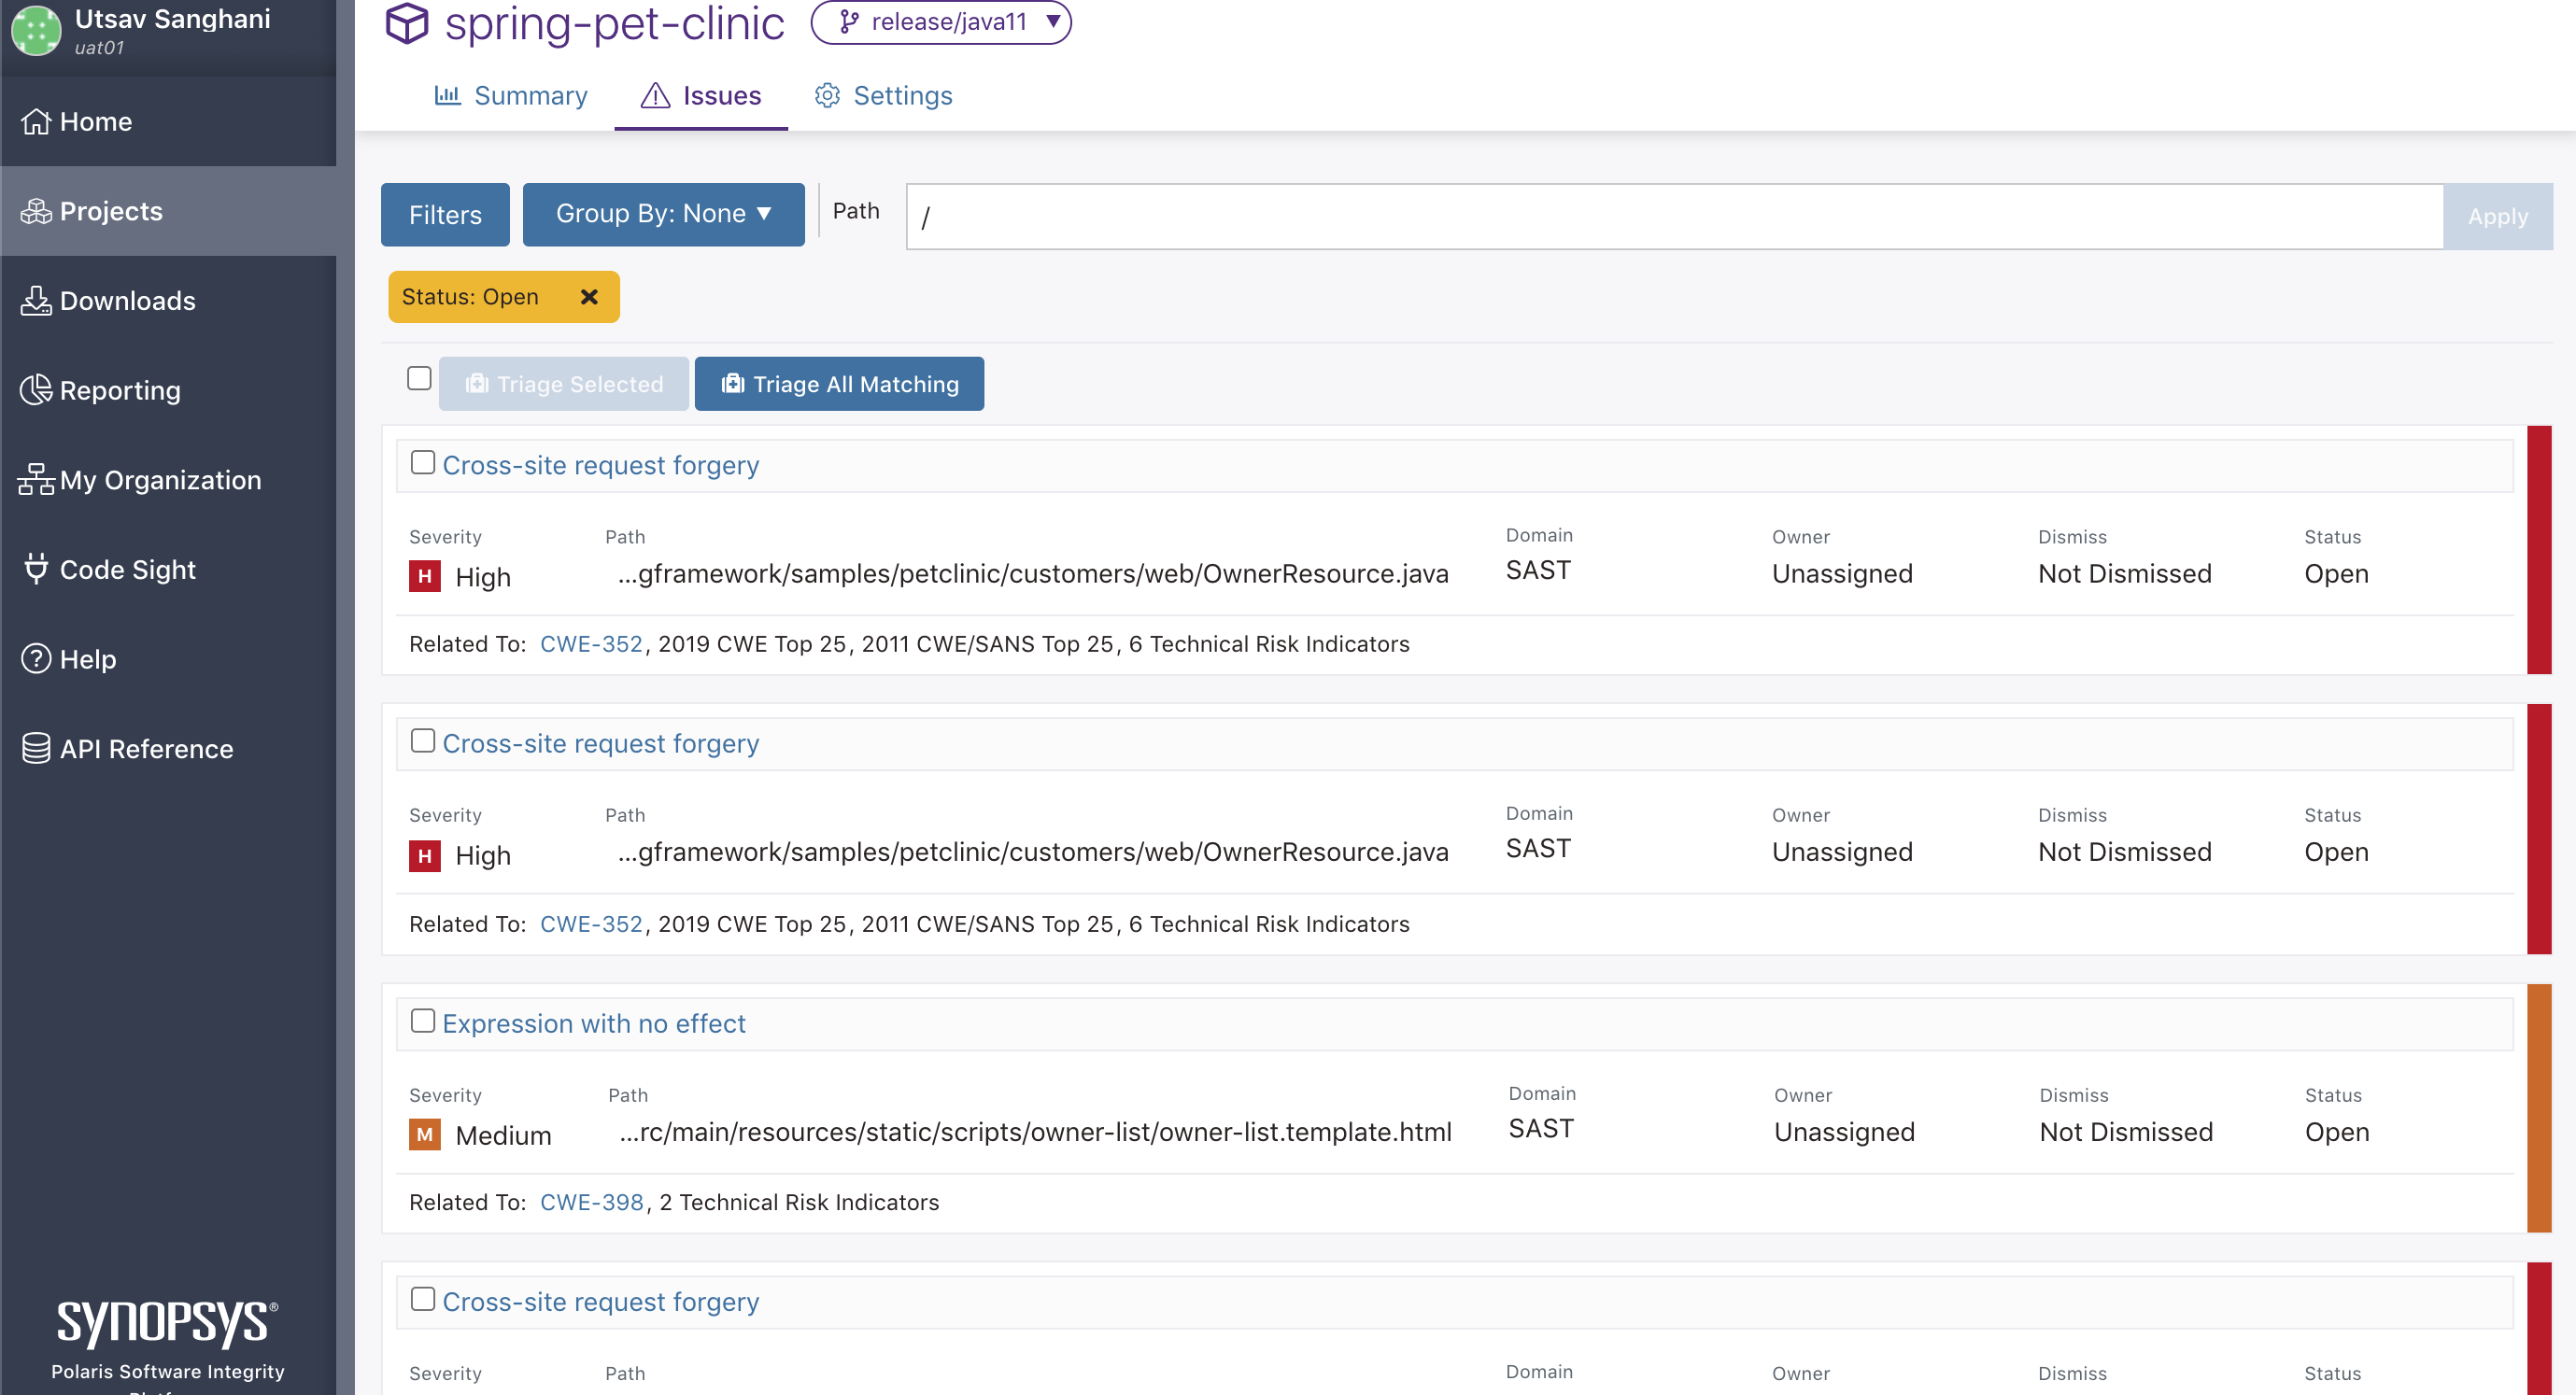 Utsav Sanghani
uat01
Home
Projects
Downloads
Reporting
My Organization
Code Sight
Help
API Reference
SYNOPSYS®
Polaris Software Integrity
spring-pet-clinic
release/java11
Summary
Issues
Settings
Filters
Group By: None
Path
/
Apply
Status: Open
Triage Selected
Triage All Matching
Cross-site request forgery
Severity Path Domain Owner Dismiss Status
H High ...gframework/samples/petclinic/customers/web/OwnerResource.java SAST Unassigned Not Dismissed Open
Related To: CWE-352, 2019 CWE Top 25, 2011 CWE/SANS Top 25, 6 Technical Risk Indicators
Cross-site request forgery
Severity Path Domain Owner Dismiss Status
H High ...gframework/samples/petclinic/customers/web/OwnerResource.java SAST Unassigned Not Dismissed Open
Related To: CWE-352, 2019 CWE Top 25, 2011 CWE/SANS Top 25, 6 Technical Risk Indicators
Expression with no effect
Severity Path Domain Owner Dismiss Status
M Medium ...rc/main/resources/static/scripts/owner-list/owner-list.template.html SAST Unassigned Not Dismissed Open
Related To: CWE-398, 2 Technical Risk Indicators
Cross-site request forgery
Severity Path Domain Owner Dismiss Status